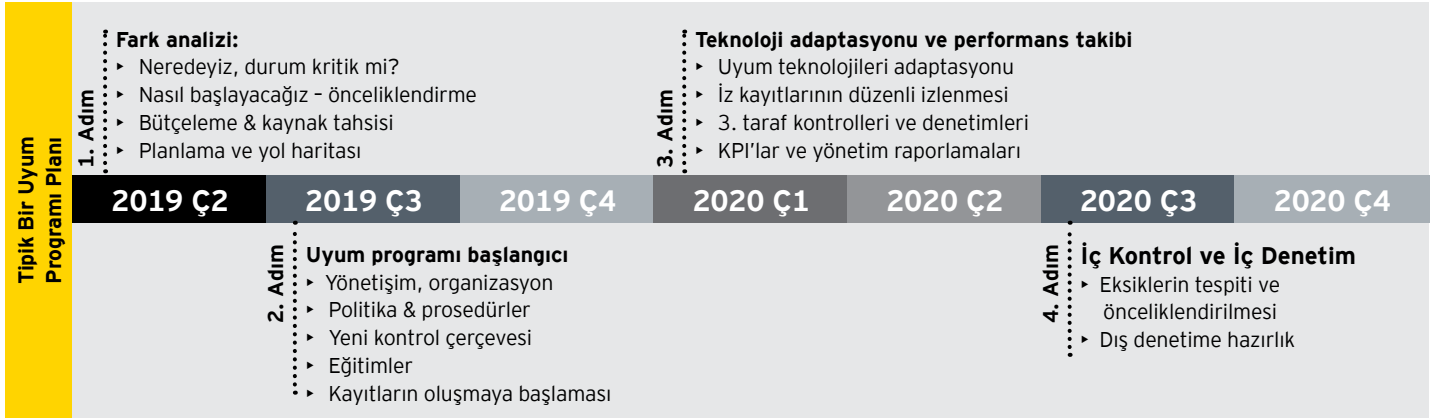 Tipik Bir Uyum
Programı Planı
1. Adım
Fark analizi:
‣ Neredeyiz, durum kritik mi?
‣ Nasıl başlayacağız – önceliklendirme
‣ Bütçeleme & kaynak tahsisi
‣ Planlama ve yol haritası
3. Adım
Teknoloji adaptasyonu ve performans takibi
‣ Uyum teknolojileri adaptasyonu
‣ İz kayıtlarının düzenli izlenmesi
‣ 3. taraf kontrolleri ve denetimleri
‣ KPI'lar ve yönetim raporlamaları
2019 Ç2 2019 Ç3 2019 Ç4 2020 Ç1 2020 Ç2 2020 Ç3 2020 Ç4
2. Adım
Uyum programı başlangıcı
‣ Yönetişim, organizasyon
‣ Politika & prosedürler
‣ Yeni kontrol çerçevesi
‣ Eğitimler
‣ Kayıtların oluşmaya başlaması
4. Adım
İç Kontrol ve İç Denetim
‣ Eksiklerin tespiti ve
önceliklendirilmesi
‣ Dış denetime hazırlık